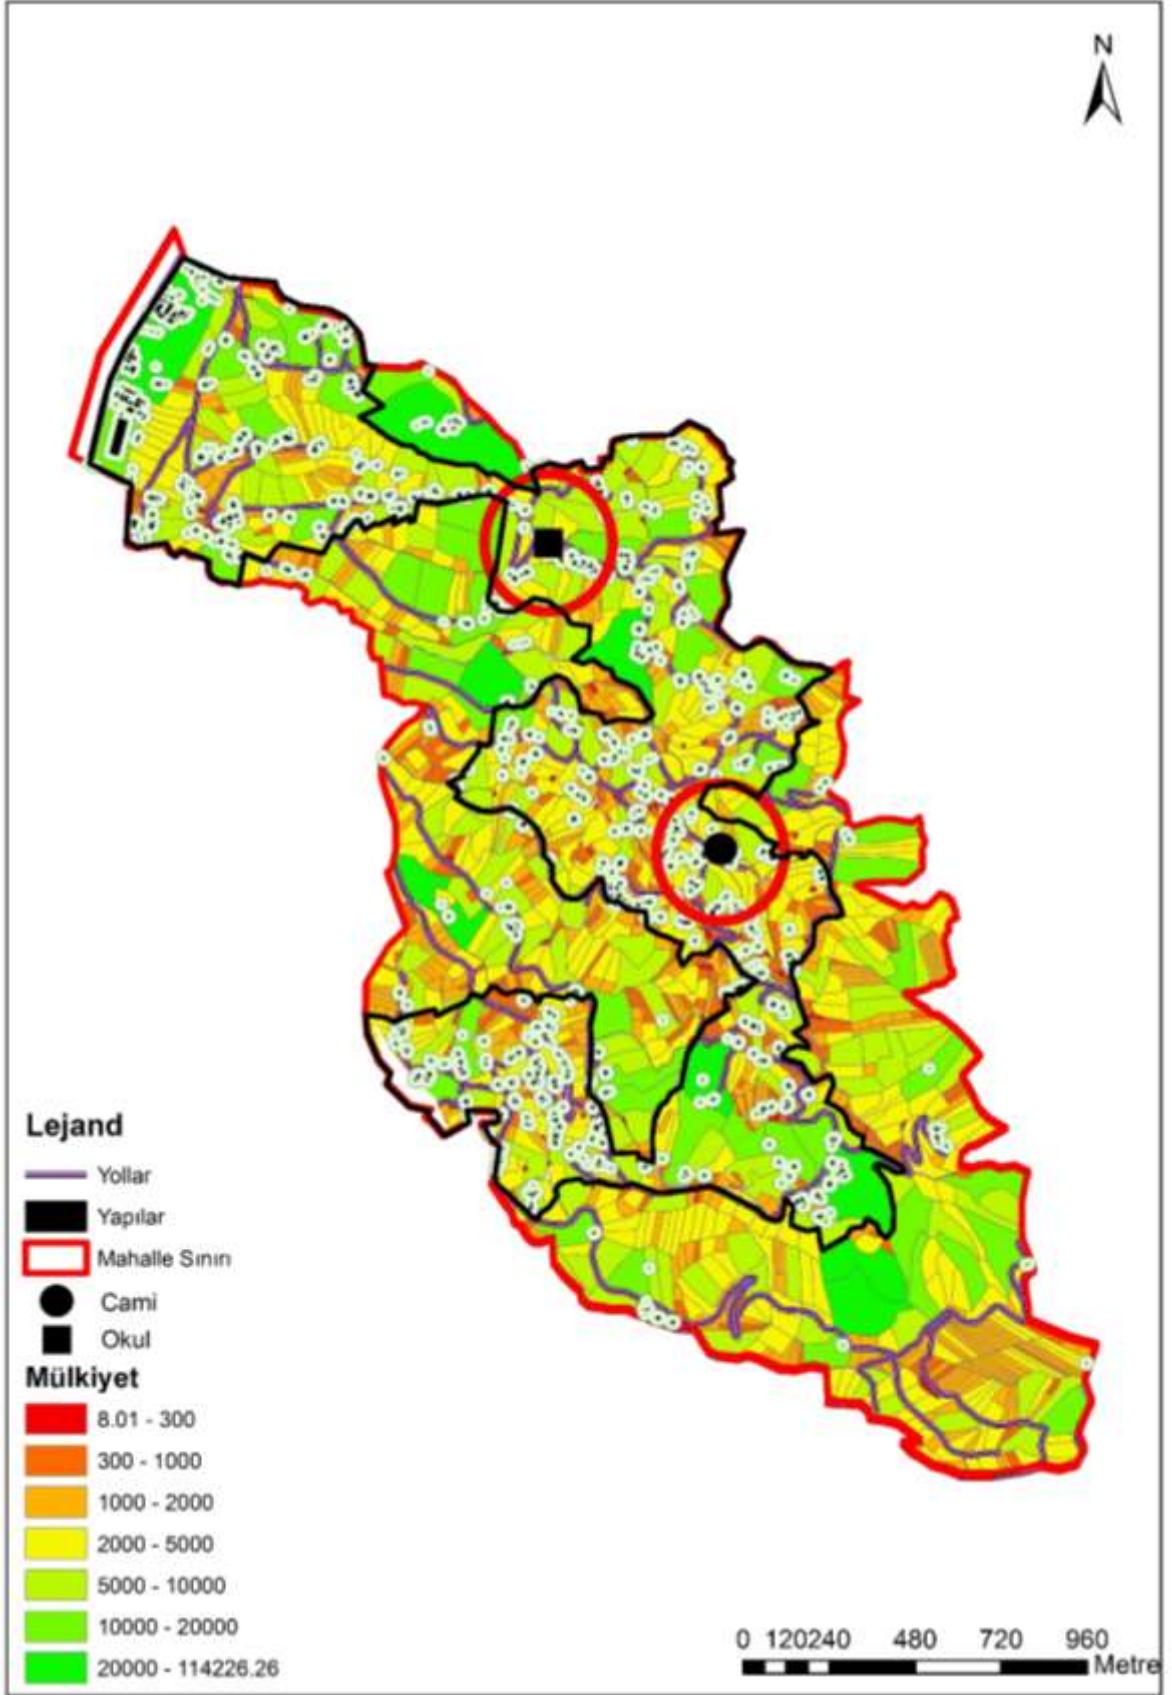 N
Lejand
Yollar
Yapılar
Mahalle Sınırı
Cami
Okul
Mülkiyet
8.01 - 300
300 - 1000
1000 - 2000
2000 - 5000
5000 - 10000
10000 - 20000
20000 - 114226.26
0 120240 480 720 960
Metre